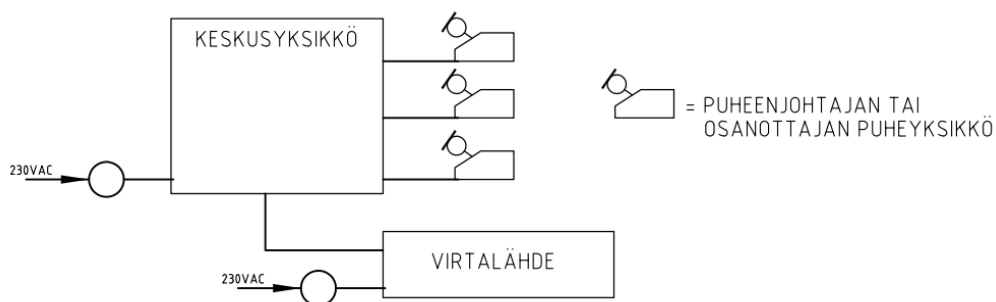 KESKUSYKSIKKÖ
= PUHEENJOHTAJAN TAI
OSANOTTAJAN PUHEYKSIKKÖ
230VAC
VIRTALÄHDE
230VAC